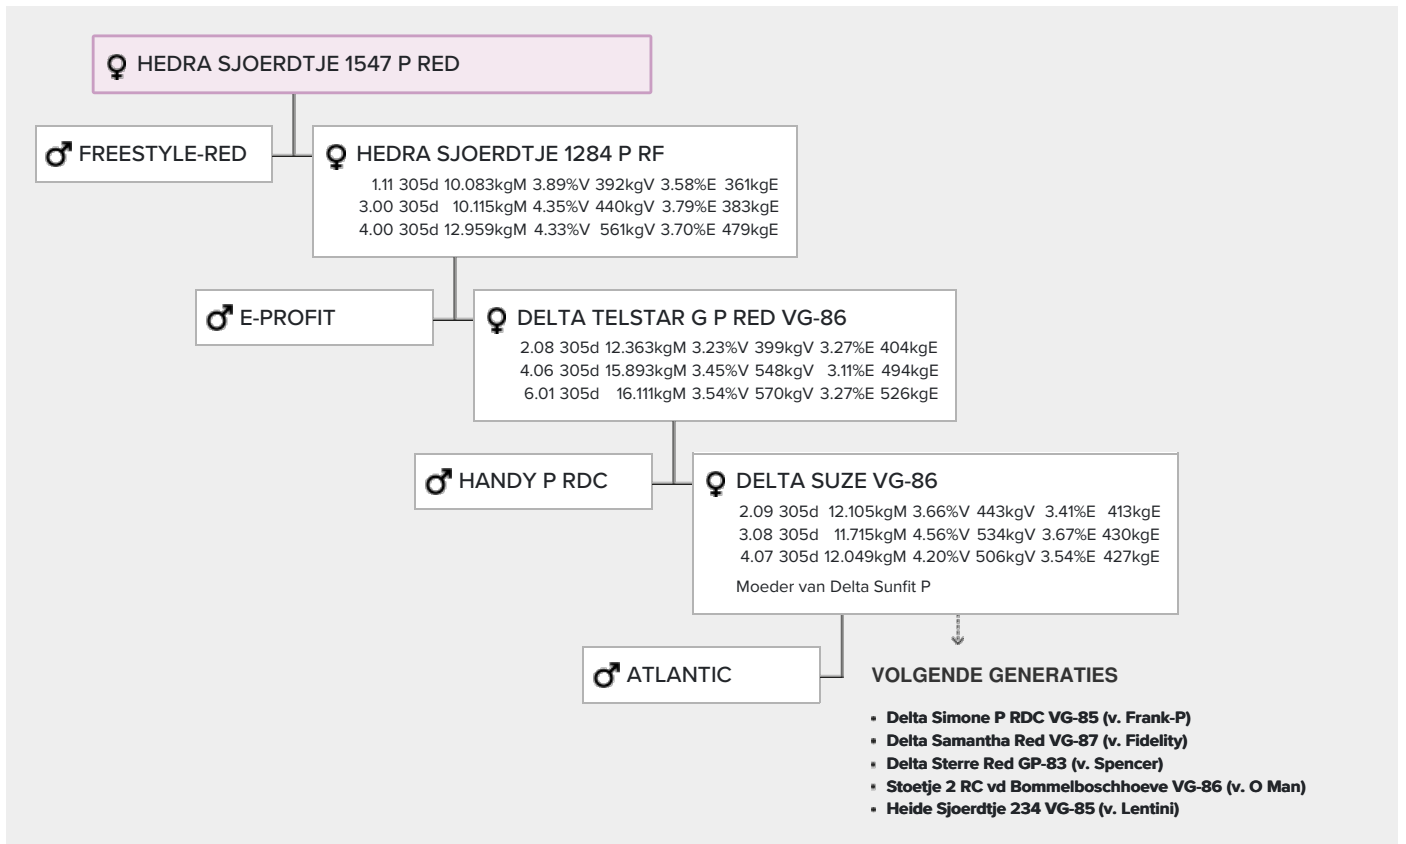 HEDRA SJOERDTJE 1547 P RED
FREESTYLE-RED
HEDRA SJOERDTJE 1284 P RF
1.11 305d 10.083kgM 3.89%V 392kgV 3.58%E 361kgE
3.00 305d 10.115kgM 4.35%V 440kgV 3.79%E 383kgE
4.00 305d 12.959kgM 4.33%V 561kgV 3.70%E 479kgE
E-PROFIT
DELTA TELSTAR G P RED VG-86
2.08 305d 12.363kgM 3.23%V 399kgV 3.27%E 404kgE
4.06 305d 15.893kgM 3.45%V 548kgV 3.11%E 494kgE
6.01 305d 16.111kgM 3.54%V 570kgV 3.27%E 526kgE
HANDY P RDC
DELTA SUZE VG-86
2.09 305d 12.105kgM 3.66%V 443kgV 3.41%E 413kgE
3.08 305d 11.715kgM 4.56%V 534kgV 3.67%E 430kgE
4.07 305d 12.049kgM 4.20%V 506kgV 3.54%E 427kgE
Moeder van Delta Sunfit P
ATLANTIC
VOLGENDE GENERATIES
▪ Delta Simone P RDC VG-85 (v. Frank-P)
▪ Delta Samantha Red VG-87 (v. Fidelity)
▪ Delta Sterre Red GP-83 (v. Spencer)
▪ Stoetje 2 RC vd Bommelboschhoeve VG-86 (v. O Man)
▪ Heide Sjoerdtje 234 VG-85 (v. Lentini)